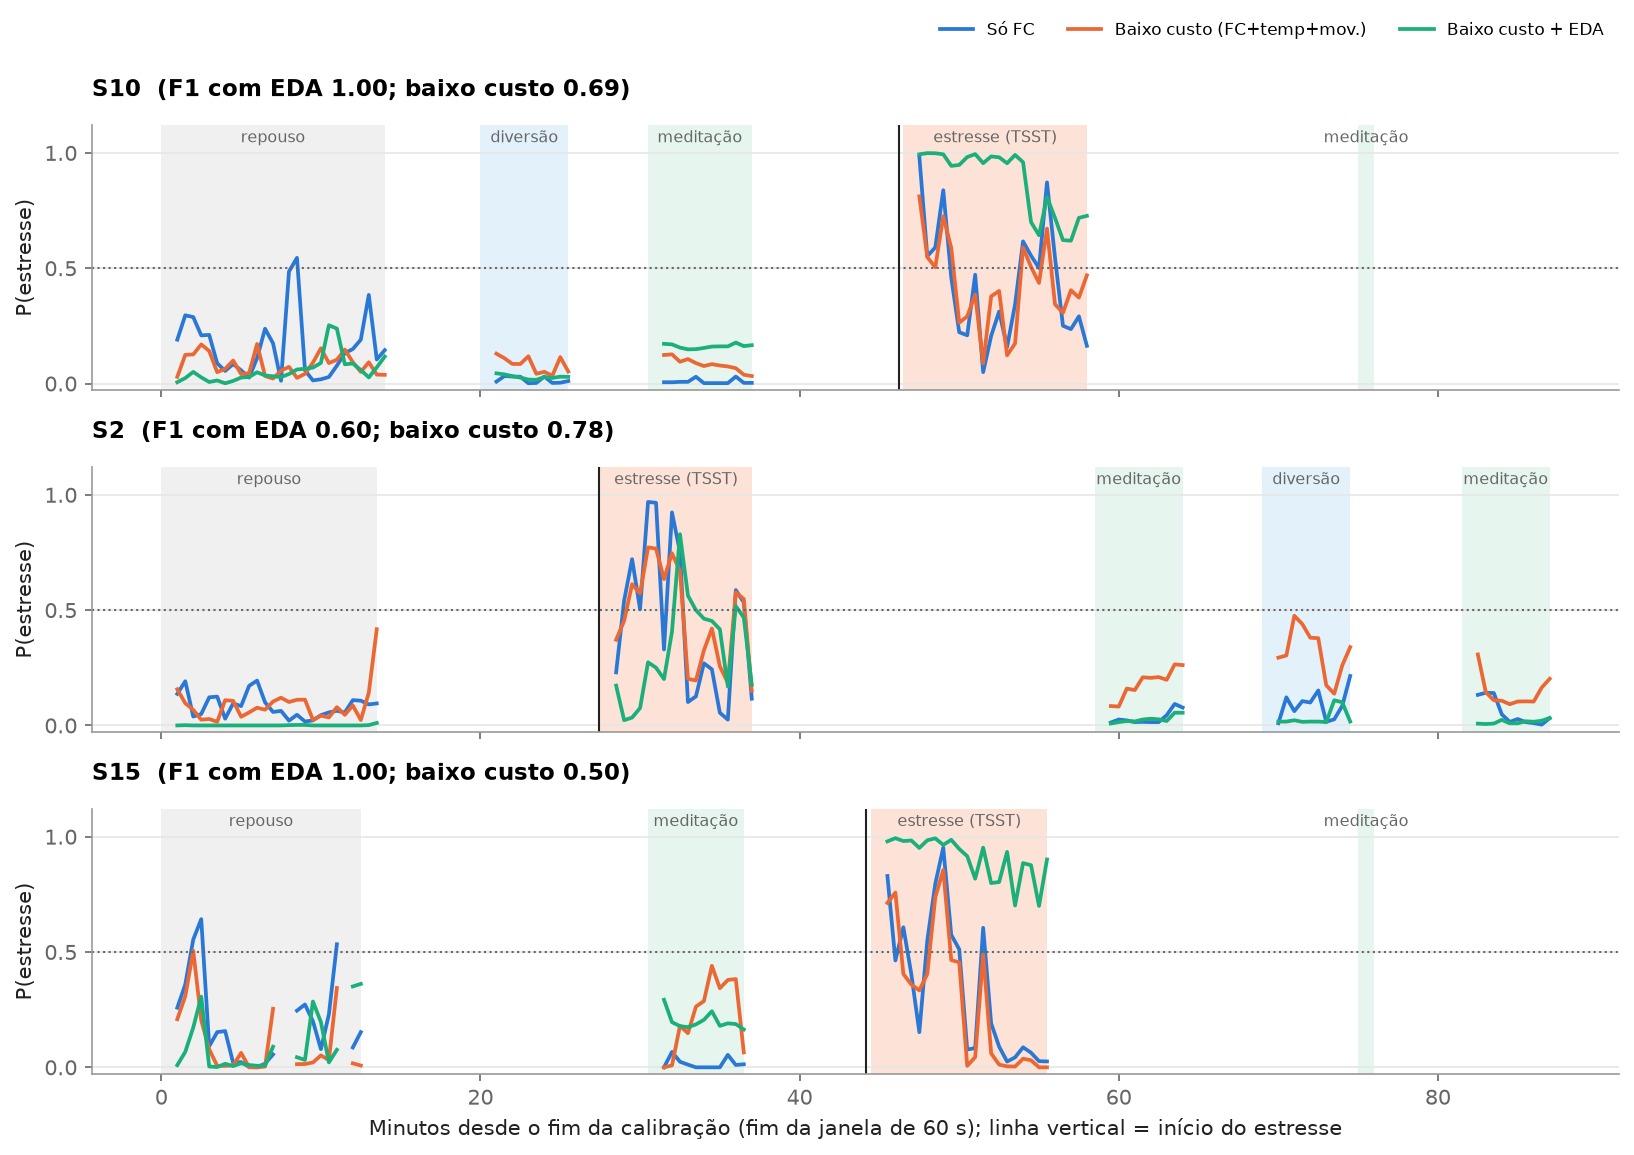 Só FC   Baixo custo (FC+temp+mov.)   Baixo custo + EDA
S10  (F1 com EDA 1.00; baixo custo 0.69)
repouso   diversão   meditação   estresse (TSST)   meditação
1.0
0.5
0.0
P(estresse)
S2  (F1 com EDA 0.60; baixo custo 0.78)
repouso   estresse (TSST)   meditação   diversão   meditação
1.0
0.5
0.0
P(estresse)
S15  (F1 com EDA 1.00; baixo custo 0.50)
repouso   meditação   estresse (TSST)   meditação
1.0
0.5
0.0
P(estresse)
0   20   40   60   80
Minutos desde o fim da calibração (fim da janela de 60 s); linha vertical = início do estresse